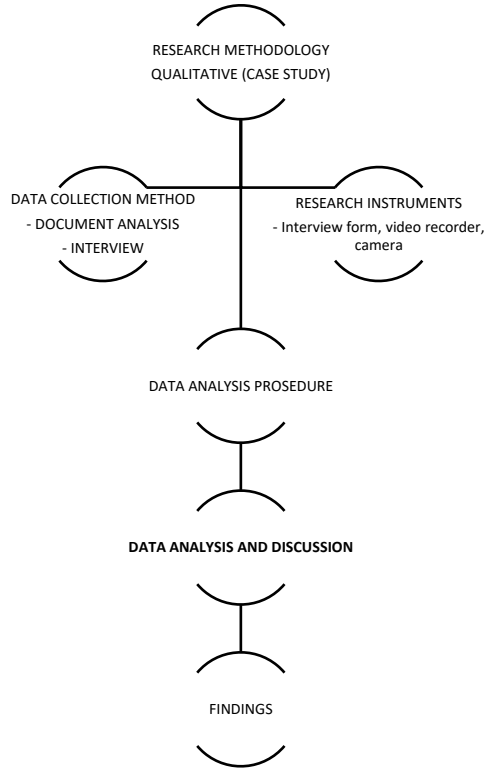 RESEARCH METHODOLOGY
QUALITATIVE (CASE STUDY)
DATA COLLECTION METHOD
- DOCUMENT ANALYSIS
- INTERVIEW
RESEARCH INSTRUMENTS
- Interview form, video recorder,
camera
DATA ANALYSIS PROSEDURE
DATA ANALYSIS AND DISCUSSION
FINDINGS